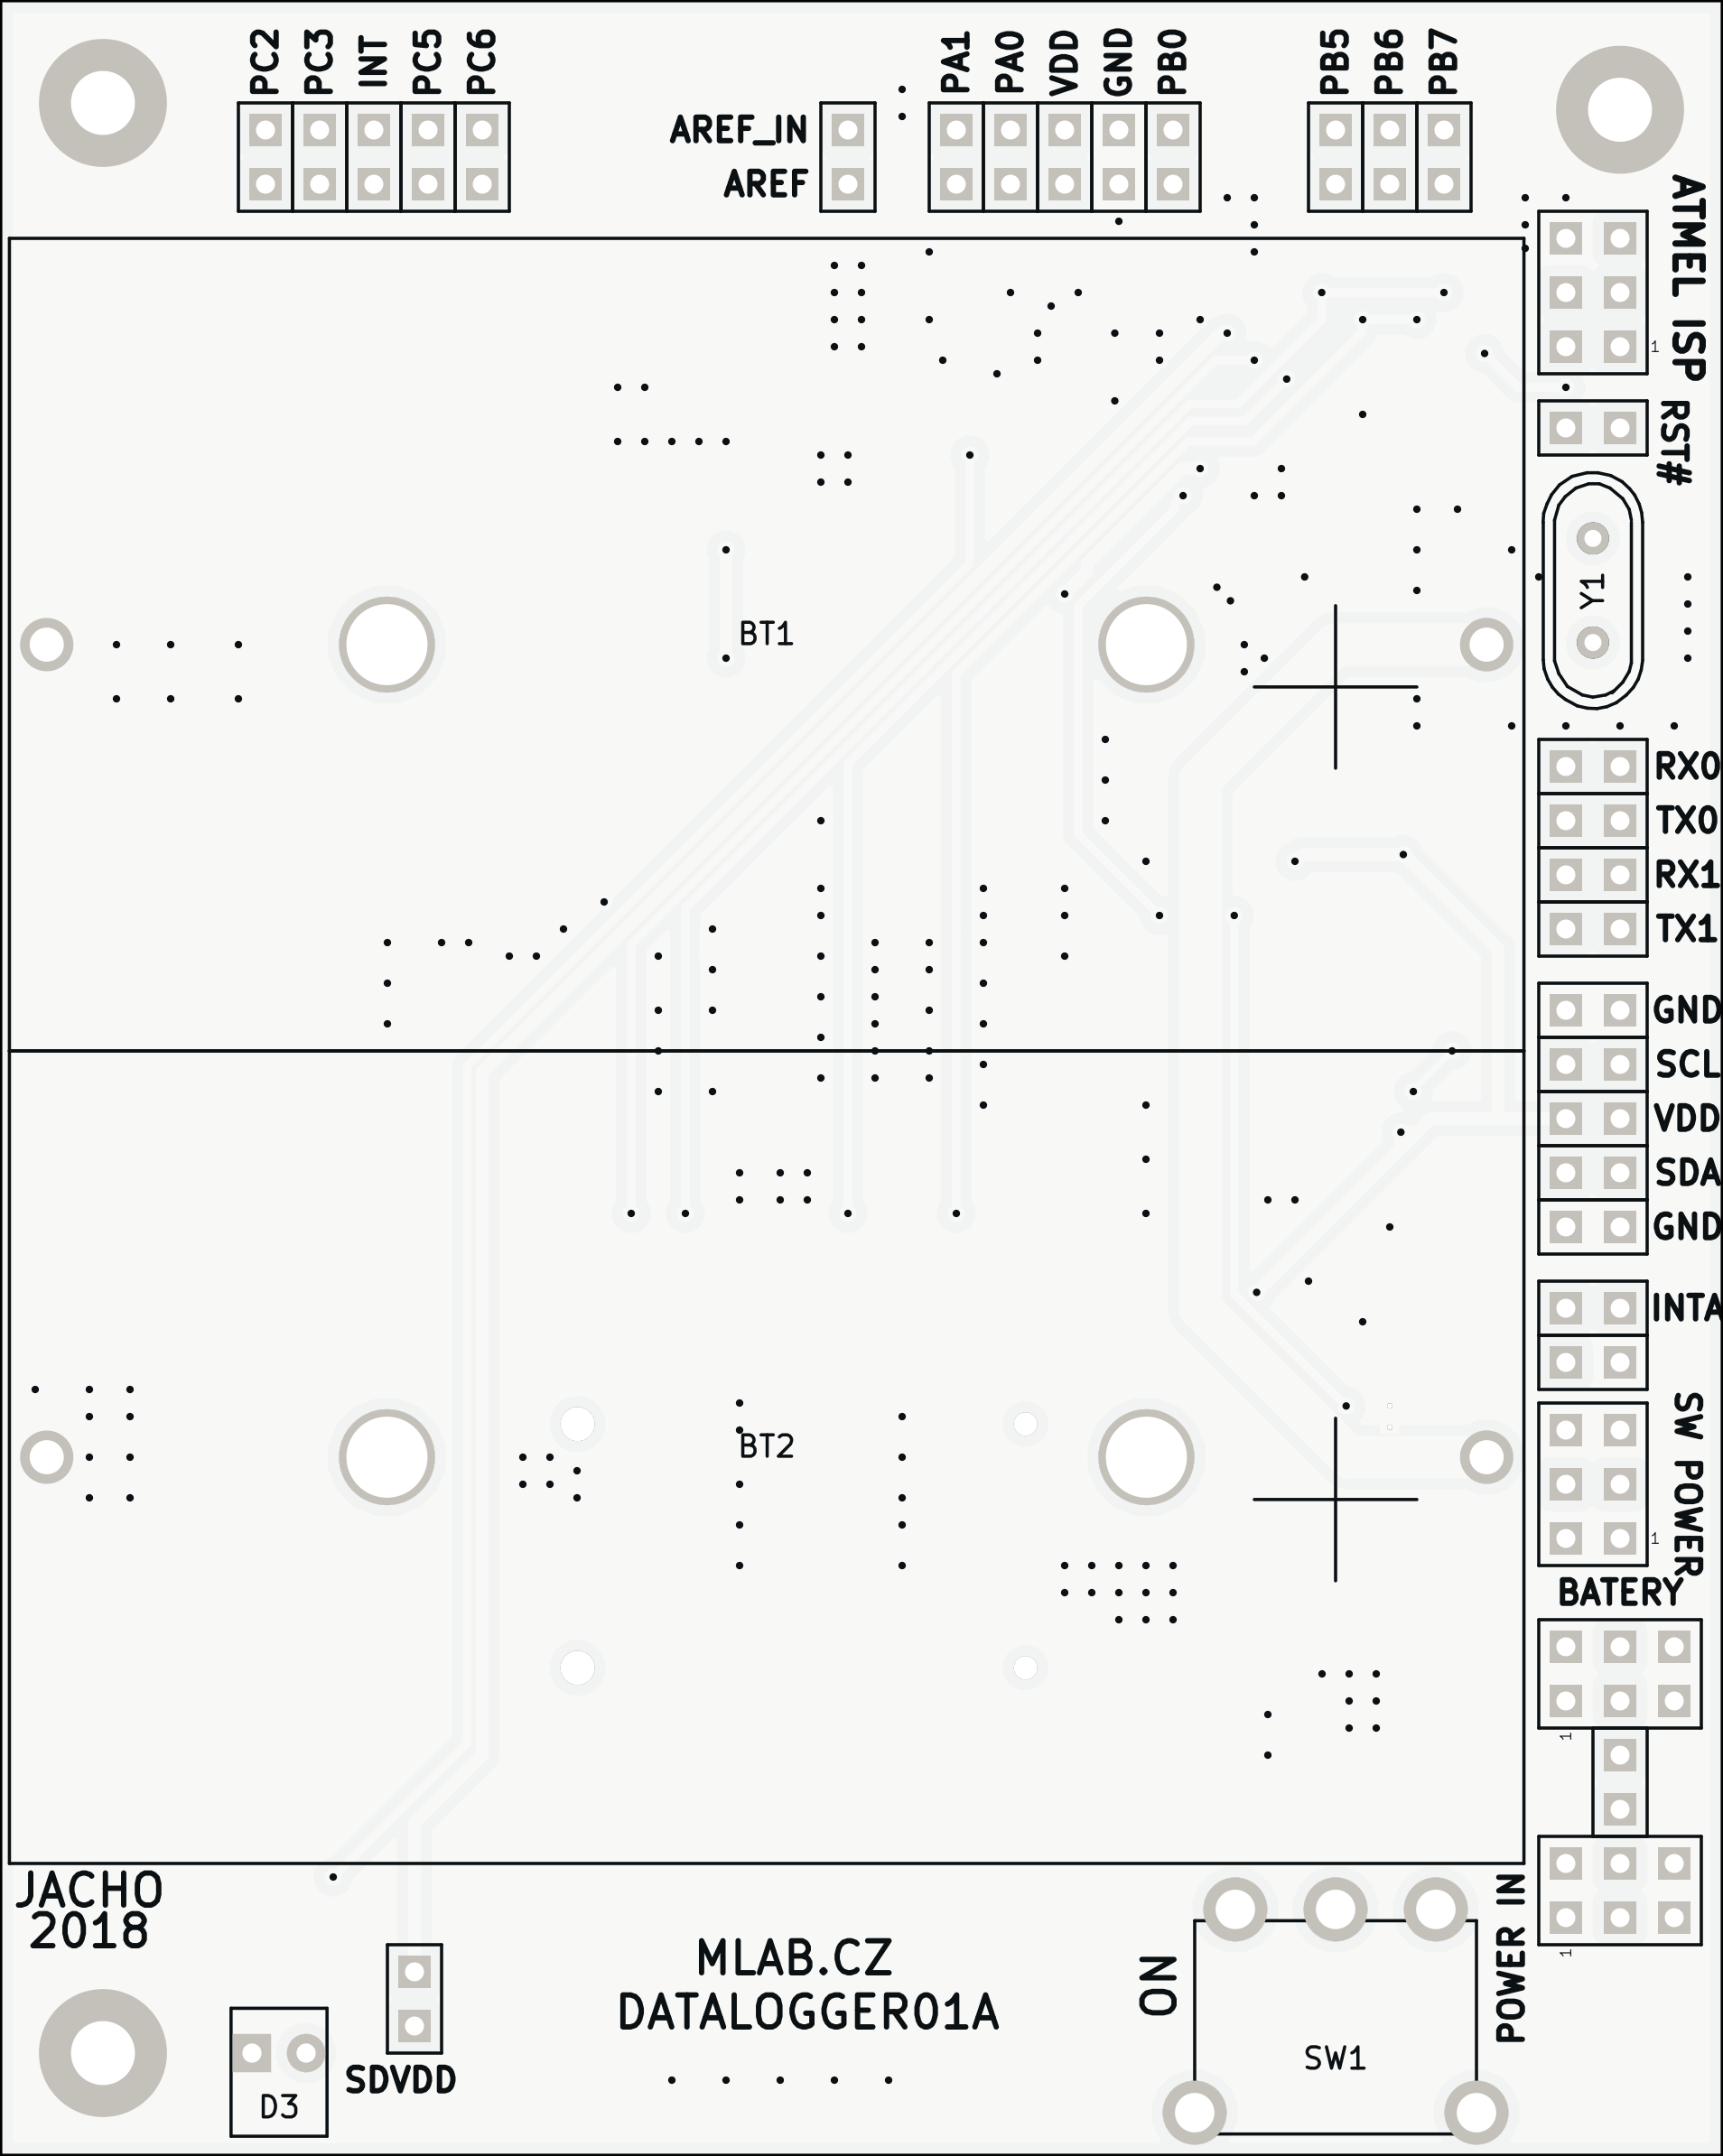 PC2
PC3
INT
PC5
PC6
AREF_IN
AREF
PA1
PA0
VDD
GND
PB0
PB5
PB6
PB7
ATMEL ISP
1
RST#
Y1
BT1
RX0
TX0
RX1
TX1
GND
SCL
VDD
SDA
GND
INTA
BT2
SW POWER
1
BATERY
1
JACHO
2018
POWER IN
1
MLAB.CZ
DATALOGGER01A
ON
SW1
SDVDD
D3